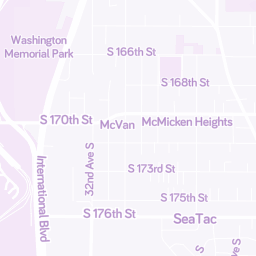 Washington
Memorial Park
S 166th St
S 168th St
S 170th St
McVan
McMicken Heights
International Blvd
32nd Ave S
S 173rd St
S 175th St
S 176th St
SeaTac
S
S